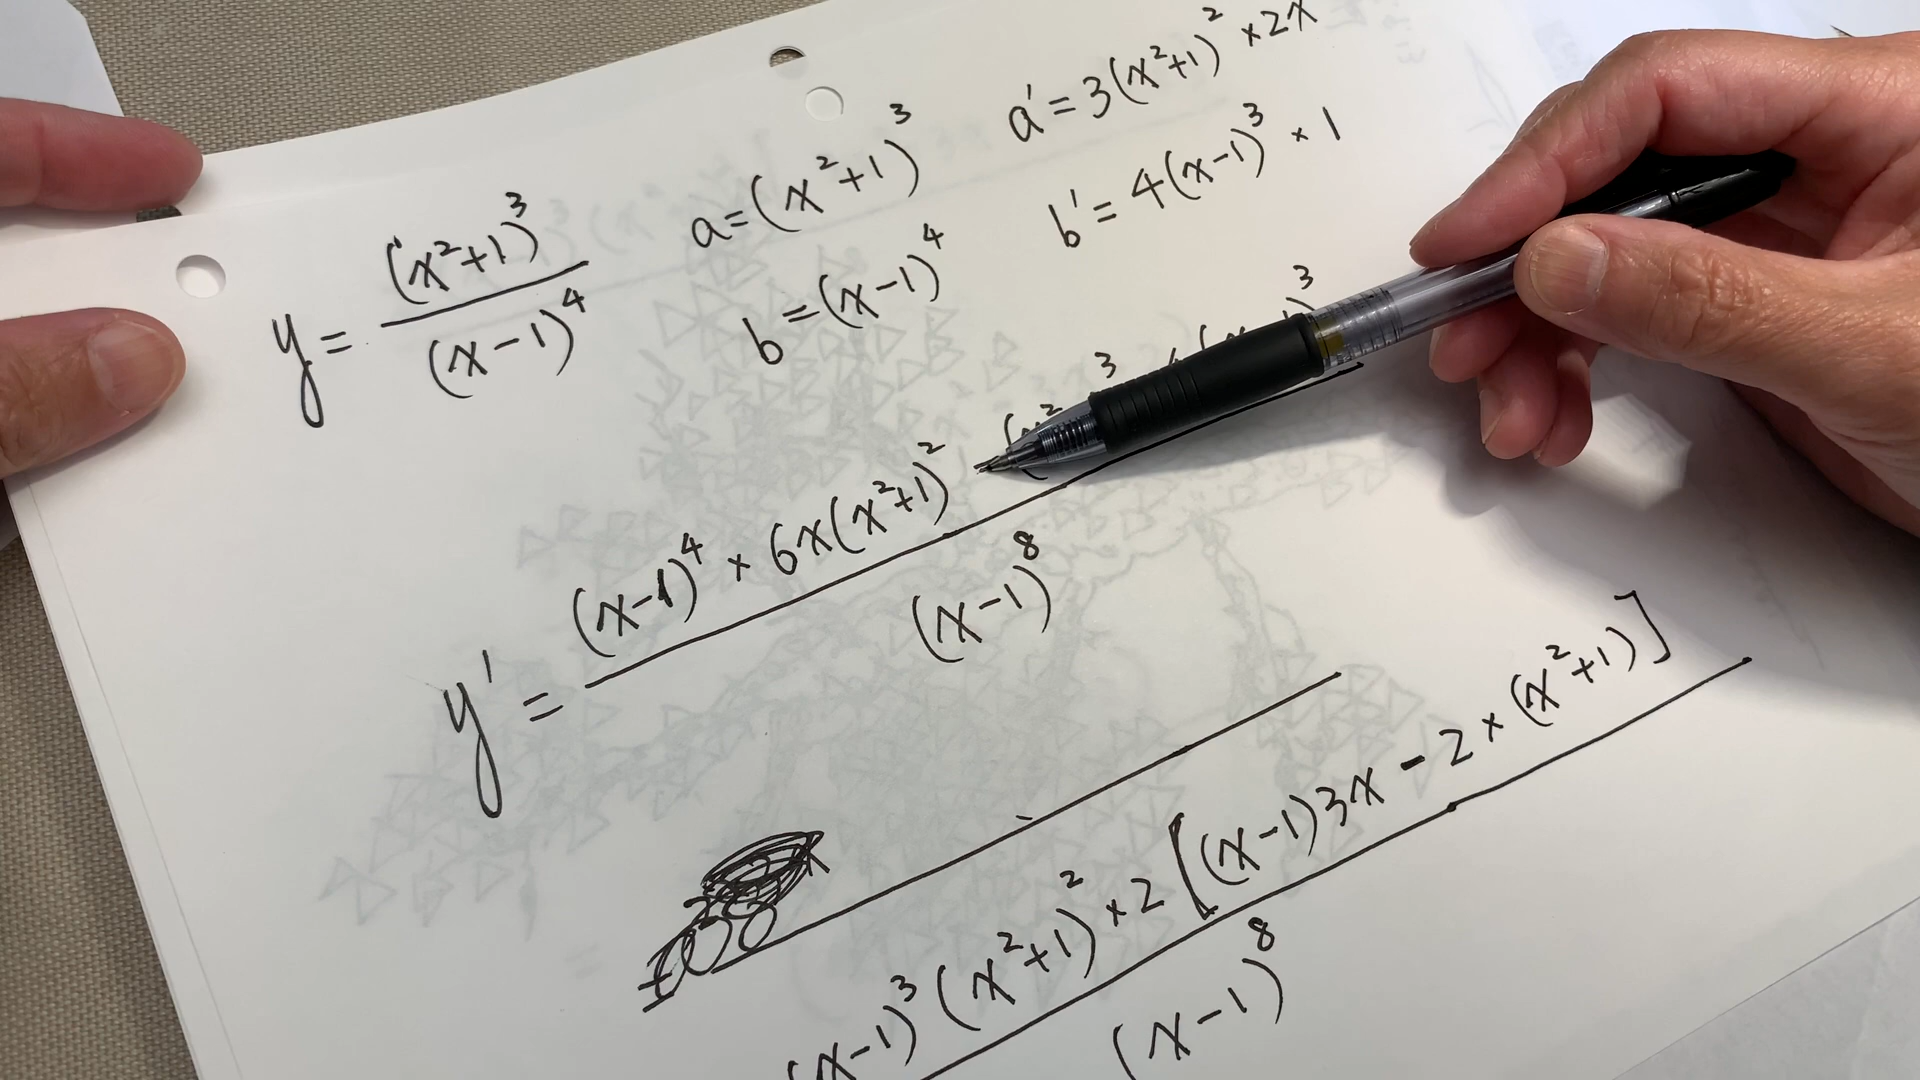 y = (x²+1)³ / (x-1)⁴
a = (x²+1)³
a' = 3(x²+1)² × 2x
b = (x-1)⁴
b' = 4(x-1)³ × 1
y' = (x-1)⁴ × 6x(x²+1)² / (x-1)⁸
(x-1)³ (x²+1)² × 2 [(x-1)3x - 2 × (x²+1)] / (x-1)⁸